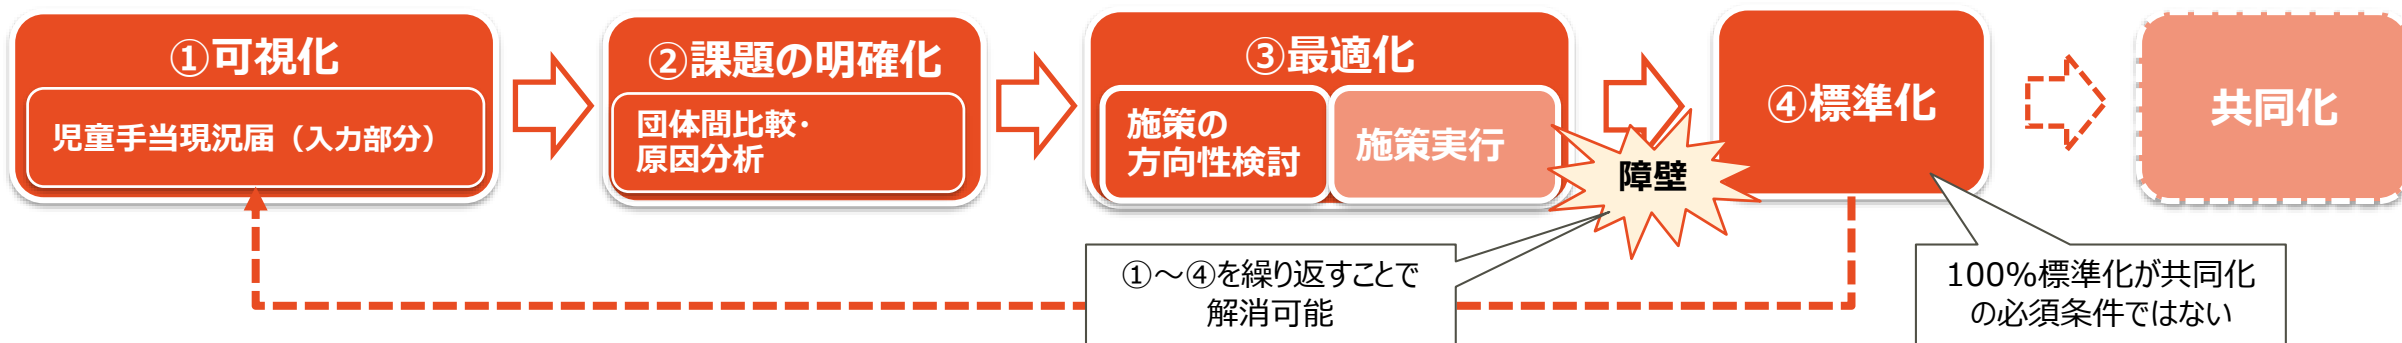 ①可視化
児童手当現況届（入力部分）
②課題の明確化
団体間比較・
原因分析
③最適化
施策の
方向性検討
施策実行
障壁
④標準化
共同化
①～④を繰り返すことで
解消可能
100%標準化が共同化
の必須条件ではない